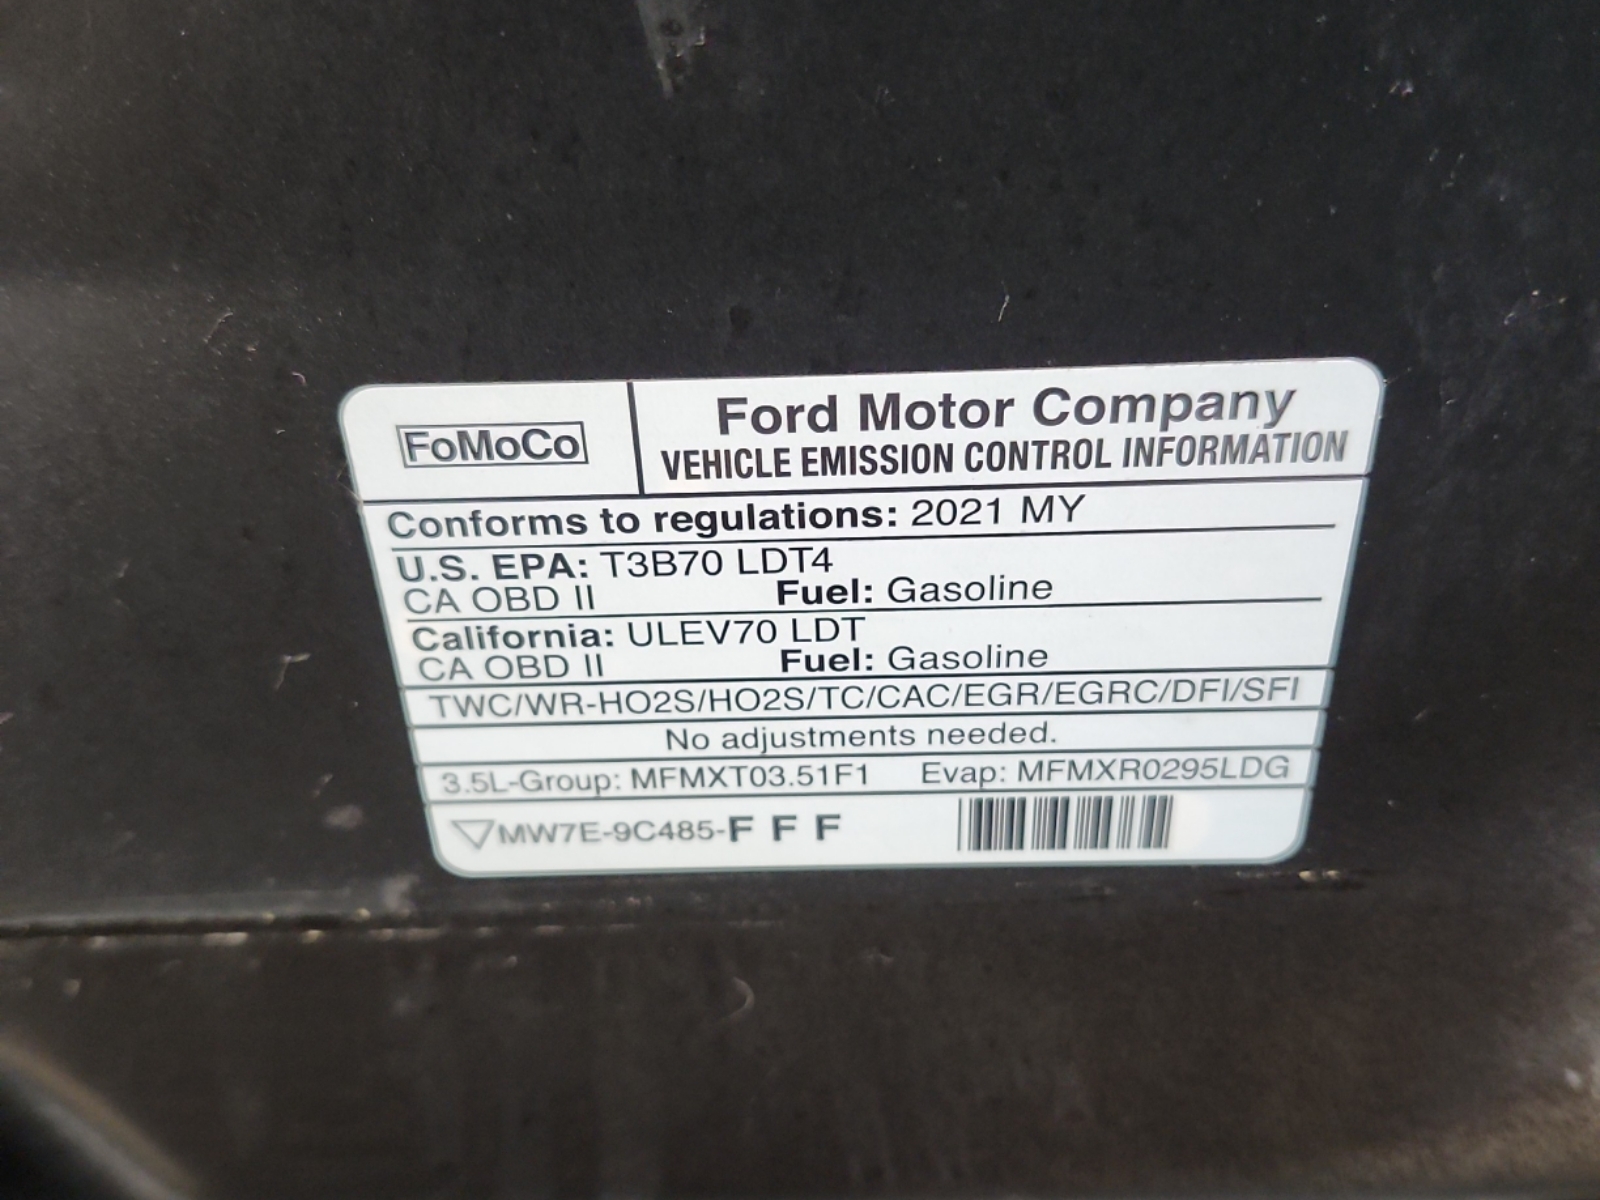 FoMoCo
Ford Motor Company
VEHICLE EMISSION CONTROL INFORMATION
Conforms to regulations: 2021 MY
U.S. EPA: T3B70 LDT4
CA OBD II Fuel: Gasoline
California: ULEV70 LDT
CA OBD II Fuel: Gasoline
TWC/WR-HO2S/HO2S/TC/CAC/EGR/EGRC/DFI/SFI
No adjustments needed.
3.5L-Group: MFMXT03.51F1 Evap: MFMXR0295LDG
MW7E-9C485-F F F